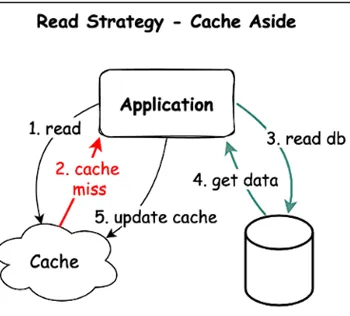 Read Strategy - Cache Aside
Application
1. read
3. read db
2. cache
miss
4. get data
5. update cache
Cache